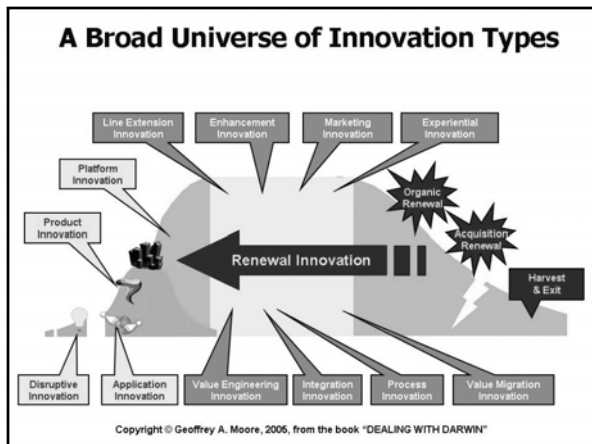 A Broad Universe of Innovation Types
Line Extension
Innovation
Enhancement
Innovation
Marketing
Innovation
Experiential
Innovation
Platform
Innovation
Organic
Renewal
Product
Innovation
Acquisition
Renewal
Renewal Innovation
Harvest
& Exit
Disruptive
Innovation
Application
Innovation
Value Engineering
Innovation
Integration
Innovation
Process
Innovation
Value Migration
Innovation
Copyright © Geoffrey A. Moore, 2005, from the book “DEALING WITH DARWIN”